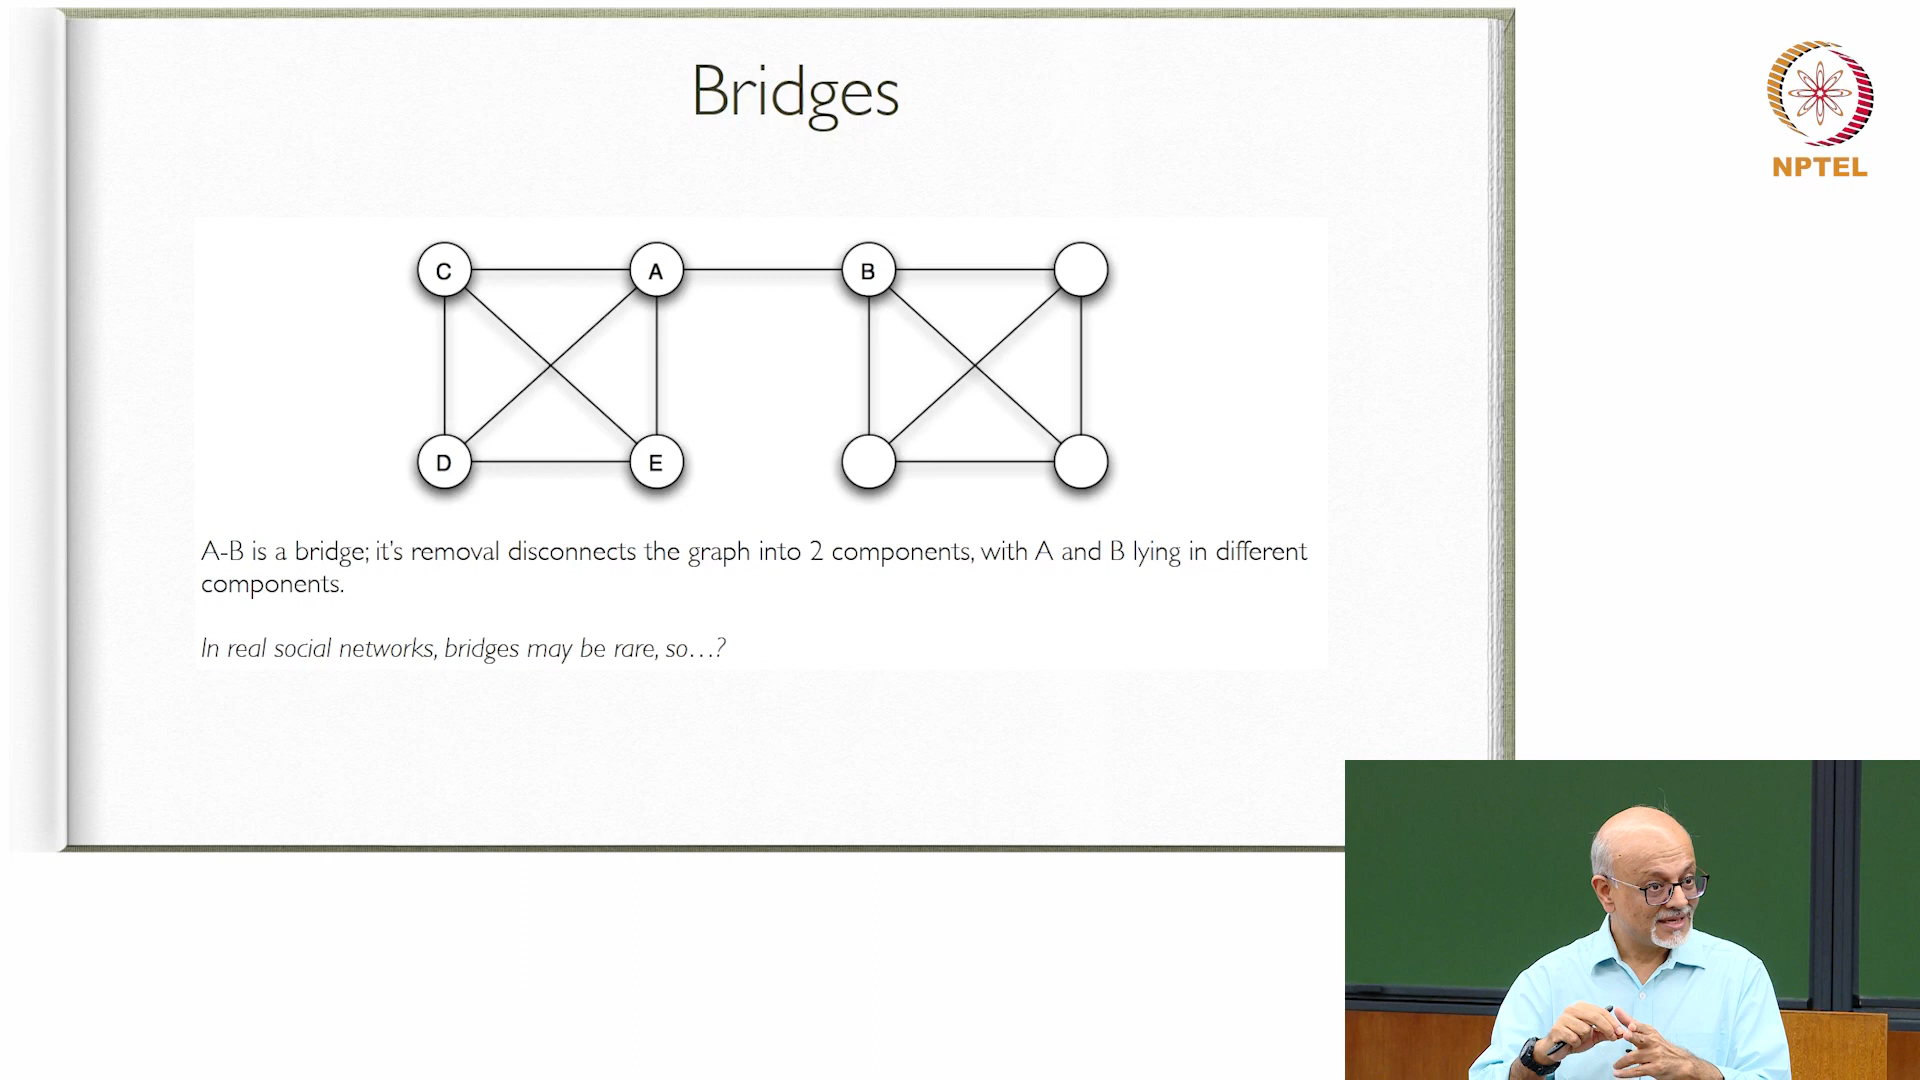 Bridges
NPTEL
C A B
D E
A-B is a bridge; it's removal disconnects the graph into 2 components, with A and B lying in different
components.
In real social networks, bridges may be rare, so…?